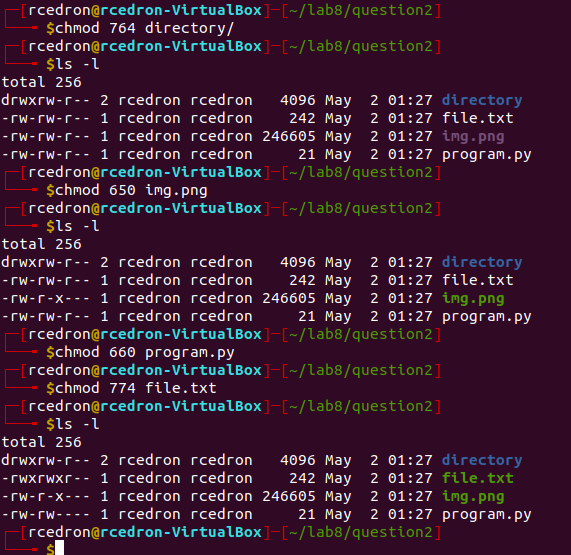 [rcedron@rcedron-VirtualBox]-[~/lab8/question2]
$chmod 764 directory/
[rcedron@rcedron-VirtualBox]-[~/lab8/question2]
$ls -l
total 256
drwxrw-r-- 2 rcedron rcedron   4096 May  2 01:27 directory
-rw-rw-r-- 1 rcedron rcedron    242 May  2 01:27 file.txt
-rw-rw-r-- 1 rcedron rcedron 246605 May  2 01:27 img.png
-rw-rw-r-- 1 rcedron rcedron     21 May  2 01:27 program.py
[rcedron@rcedron-VirtualBox]-[~/lab8/question2]
$chmod 650 img.png
[rcedron@rcedron-VirtualBox]-[~/lab8/question2]
$ls -l
total 256
drwxrw-r-- 2 rcedron rcedron   4096 May  2 01:27 directory
-rw-rw-r-- 1 rcedron rcedron    242 May  2 01:27 file.txt
-rw-r-x--- 1 rcedron rcedron 246605 May  2 01:27 img.png
-rw-rw-r-- 1 rcedron rcedron     21 May  2 01:27 program.py
[rcedron@rcedron-VirtualBox]-[~/lab8/question2]
$chmod 660 program.py
[rcedron@rcedron-VirtualBox]-[~/lab8/question2]
$chmod 774 file.txt
[rcedron@rcedron-VirtualBox]-[~/lab8/question2]
$ls -l
total 256
drwxrw-r-- 2 rcedron rcedron   4096 May  2 01:27 directory
-rwxrwxr-- 1 rcedron rcedron    242 May  2 01:27 file.txt
-rw-r-x--- 1 rcedron rcedron 246605 May  2 01:27 img.png
-rw-rw---- 1 rcedron rcedron     21 May  2 01:27 program.py
[rcedron@rcedron-VirtualBox]-[~/lab8/question2]
$